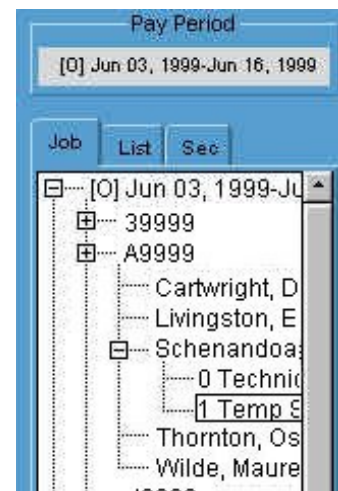 Pay Period
[O] Jun 03, 1999-Jun 16, 1999
Job List Sec
[O] Jun 03, 1999-Ju
39999
A9999
Cartwright, D
Livingston, E
Schenandoa
0 Technic
1 Temp S
Thornton, Os
Wilde, Maure